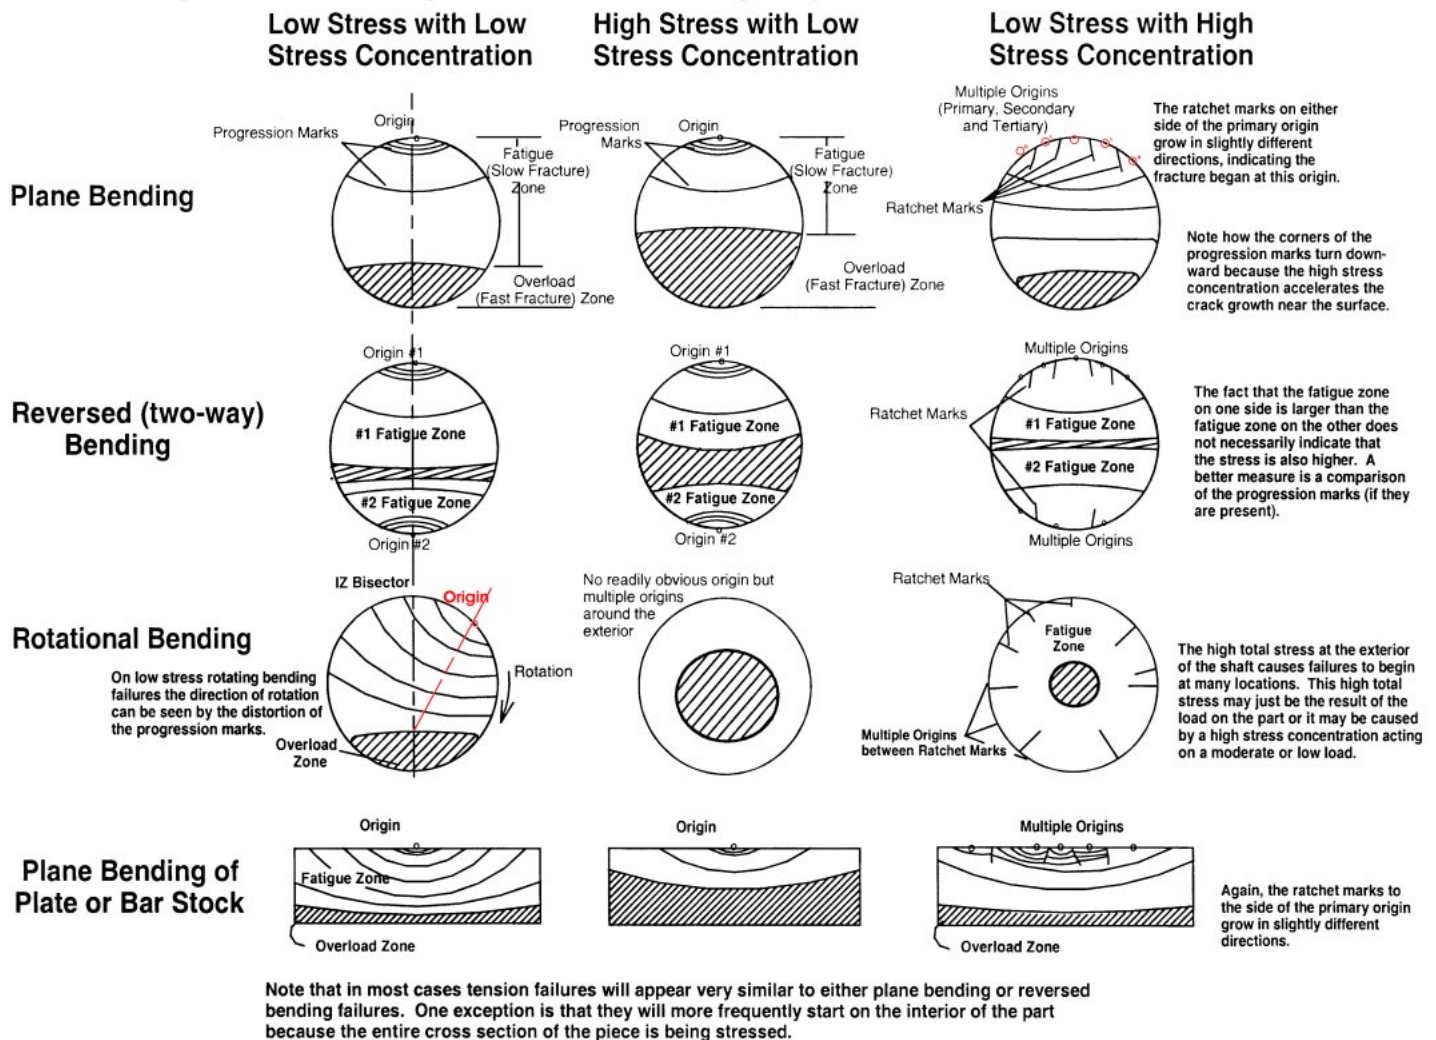 Low Stress with Low
Stress Concentration
High Stress with Low
Stress Concentration
Low Stress with High
Stress Concentration
Plane Bending
Origin
Progression Marks
Fatigue
(Slow Fracture)
Zone
Overload
(Fast Fracture) Zone
Progression
Marks
Origin
Fatigue
(Slow Fracture)
Zone
Overload
(Fast Fracture) Zone
Multiple Origins
(Primary, Secondary
and Tertiary)
Ratchet Marks
The ratchet marks on either
side of the primary origin
grow in slightly different
directions, indicating the
fracture began at this origin.
Note how the corners of the
progression marks turn down-
ward because the high stress
concentration accelerates the
crack growth near the surface.
Reversed (two-way)
Bending
Origin #1
#1 Fatigue Zone
#2 Fatigue Zone
Origin #2
Origin #1
#1 Fatigue Zone
#2 Fatigue Zone
Origin #2
Multiple Origins
Ratchet Marks
#1 Fatigue Zone
#2 Fatigue Zone
Multiple Origins
The fact that the fatigue zone
on one side is larger than the
fatigue zone on the other does
not necessarily indicate that
the stress is also higher. A
better measure is a comparison
of the progression marks (if they
are present).
Rotational Bending
On low stress rotating bending
failures the direction of rotation
can be seen by the distortion of
the progression marks.
IZ Bisector
Origin
Rotation
Overload
Zone
No readily obvious origin but
multiple origins
around the
exterior
Ratchet Marks
Fatigue
Zone
Multiple Origins
between Ratchet Marks
The high total stress at the exterior
of the shaft causes failures to begin
at many locations. This high total
stress may just be the result of the
load on the part or it may be caused
by a high stress concentration acting
on a moderate or low load.
Plane Bending of
Plate or Bar Stock
Origin
Fatigue Zone
Overload Zone
Origin
Multiple Origins
Overload Zone
Again, the ratchet marks to
the side of the primary origin
grow in slightly different
directions.
Note that in most cases tension failures will appear very similar to either plane bending or reversed
bending failures. One exception is that they will more frequently start on the interior of the part
because the entire cross section of the piece is being stressed.